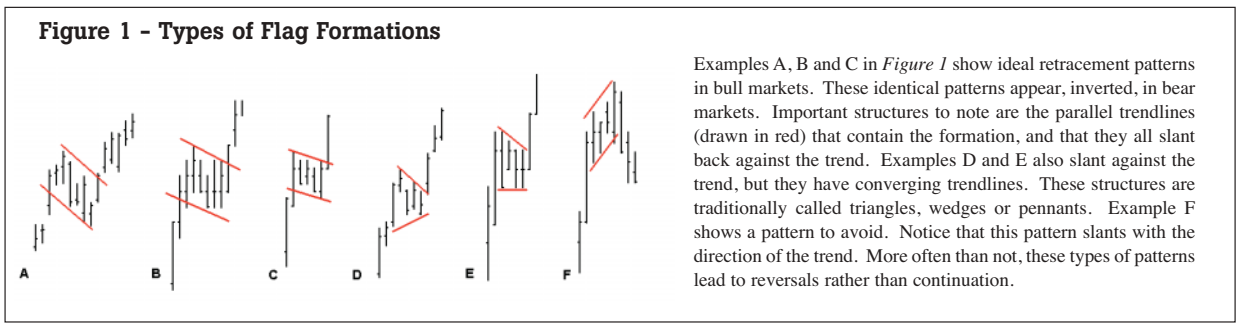 Figure 1 – Types of Flag Formations
A
B
C
D
E
F
Examples A, B and C in Figure 1 show ideal retracement patterns
in bull markets. These identical patterns appear, inverted, in bear
markets. Important structures to note are the parallel trendlines
(drawn in red) that contain the formation, and that they all slant
back against the trend. Examples D and E also slant against the
trend, but they have converging trendlines. These structures are
traditionally called triangles, wedges or pennants. Example F
shows a pattern to avoid. Notice that this pattern slants with the
direction of the trend. More often than not, these types of patterns
lead to reversals rather than continuation.